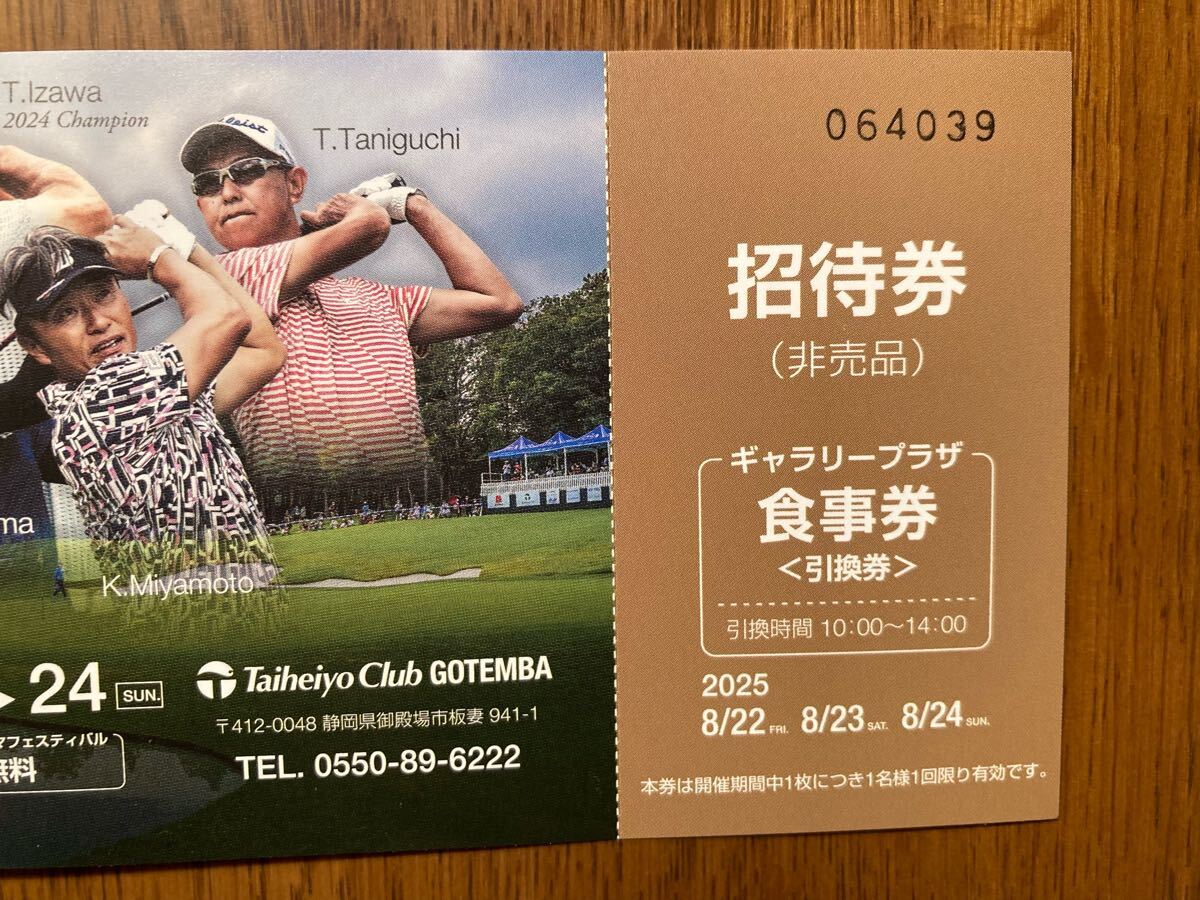 T.Izawa
2024 Champion
T.Taniguchi
Titleist
ma
K.Miyamoto
24 SUN.
Taiheiyo Club GOTEMBA
〒412-0048 静岡県御殿場市板妻 941-1
マフェスティバル
無料
TEL. 0550-89-6222
064039
招待券
（非売品）
ギャラリープラザ
食事券
＜引換券＞
引換時間 10：00～14：00
2025
8/22 FRI. 8/23 SAT. 8/24 SUN.
本券は開催期間中1枚につき1名様1回限り有効です。